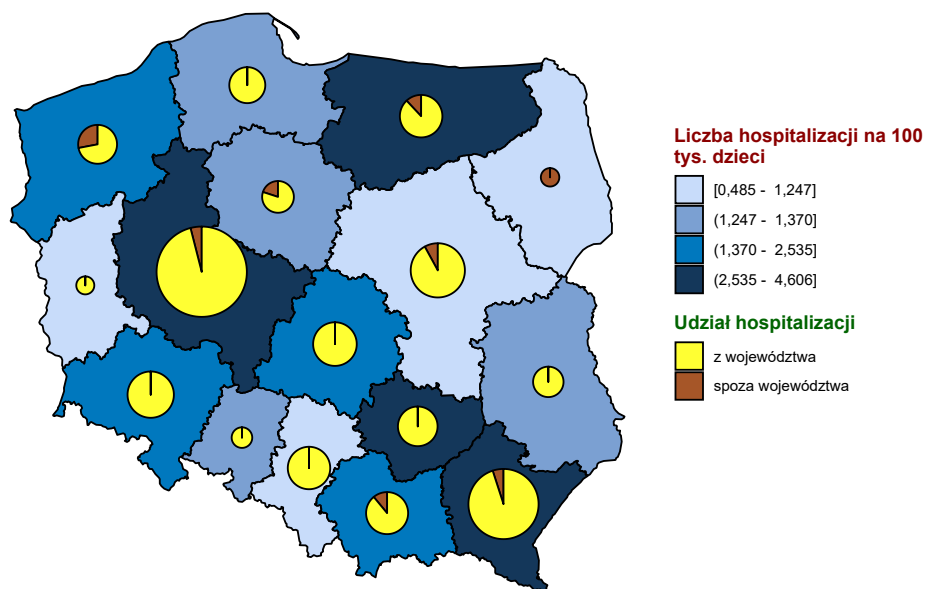 Liczba hospitalizacji na 100
tys. dzieci
[0,485 - 1,247]
(1,247 - 1,370]
(1,370 - 2,535]
(2,535 - 4,606]
Udział hospitalizacji
z województwa
spoza województwa